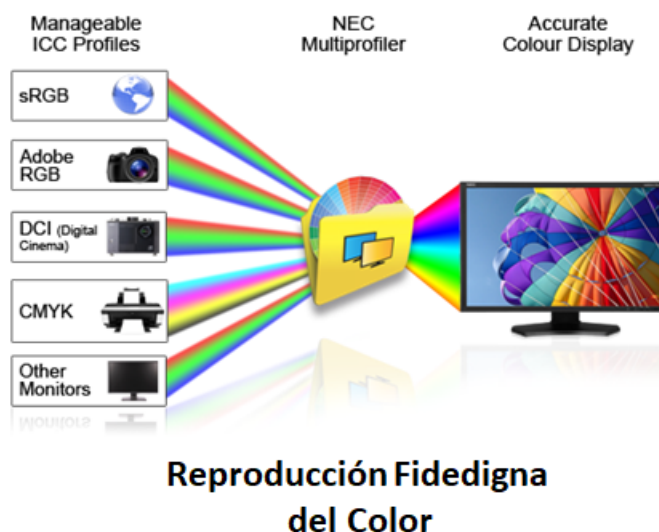 Manageable
ICC Profiles
NEC
Multiprofiler
Accurate
Colour Display
sRGB
Adobe
RGB
DCI (Digital
Cinema)
CMYK
Other
Monitors
Reproducción Fidedigna
del Color